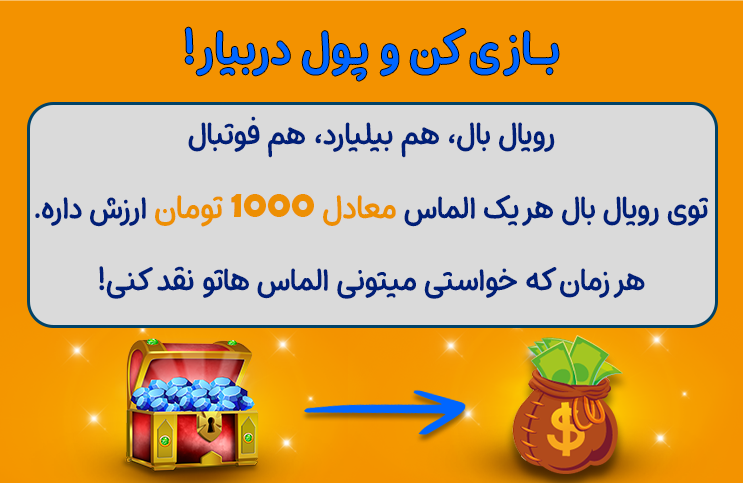 بازی کن و پول دربیار!
رویال بال، هم بیلیارد، هم فوتبال
توی رویال بال هر یک الماس معادل 1000 تومان ارزش داره.
هر زمان که خواستی میتونی الماس هاتو نقد کنی!
$